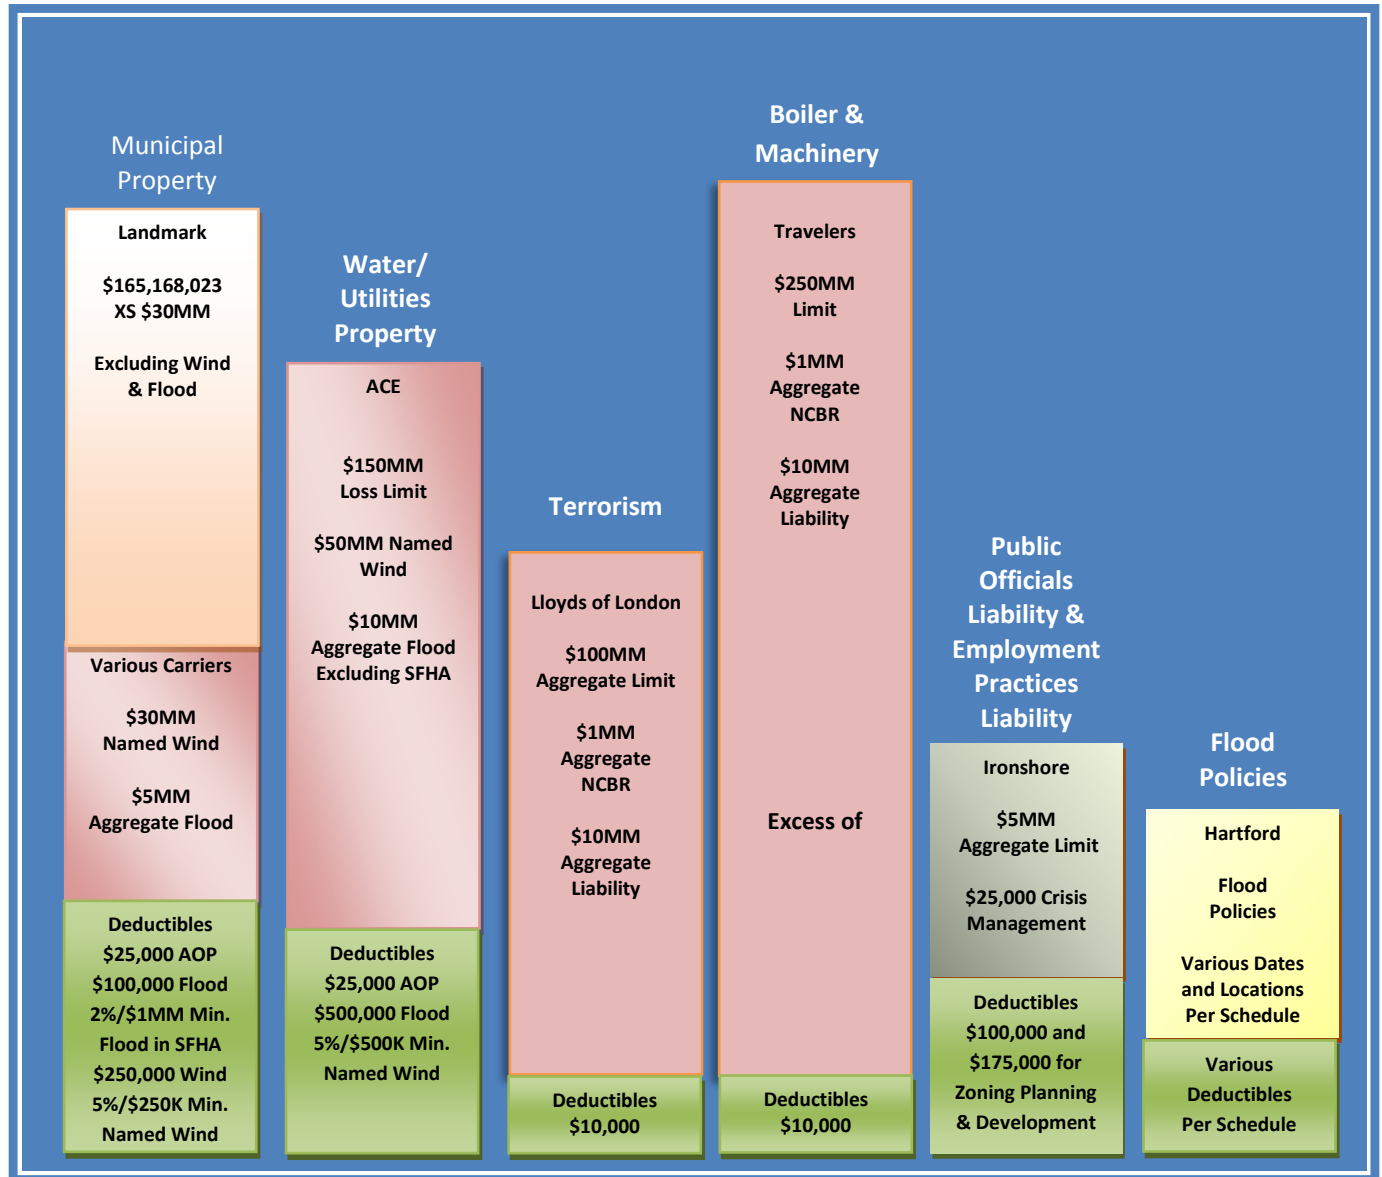 Municipal
Property
Landmark
$165,168,023
XS $30MM
Excluding Wind
& Flood
Various Carriers
$30MM
Named Wind
$5MM
Aggregate Flood
Deductibles
$25,000 AOP
$100,000 Flood
2%/$1MM Min.
Flood in SFHA
$250,000 Wind
5%/$250K Min.
Named Wind
Water/
Utilities
Property
ACE
$150MM
Loss Limit
$50MM Named
Wind
$10MM
Aggregate Flood
Excluding SFHA
Deductibles
$25,000 AOP
$500,000 Flood
5%/$500K Min.
Named Wind
Terrorism
Lloyds of London
$100MM
Aggregate Limit
$1MM
Aggregate
NCBR
$10MM
Aggregate
Liability
Deductibles
$10,000
Boiler &
Machinery
Travelers
$250MM
Limit
$1MM
Aggregate
NCBR
$10MM
Aggregate
Liability
Excess of
Deductibles
$10,000
Public
Officials
Liability &
Employment
Practices
Liability
Ironshore
$5MM
Aggregate Limit
$25,000 Crisis
Management
Deductibles
$100,000 and
$175,000 for
Zoning Planning
& Development
Flood
Policies
Hartford
Flood
Policies
Various Dates
and Locations
Per Schedule
Various
Deductibles
Per Schedule